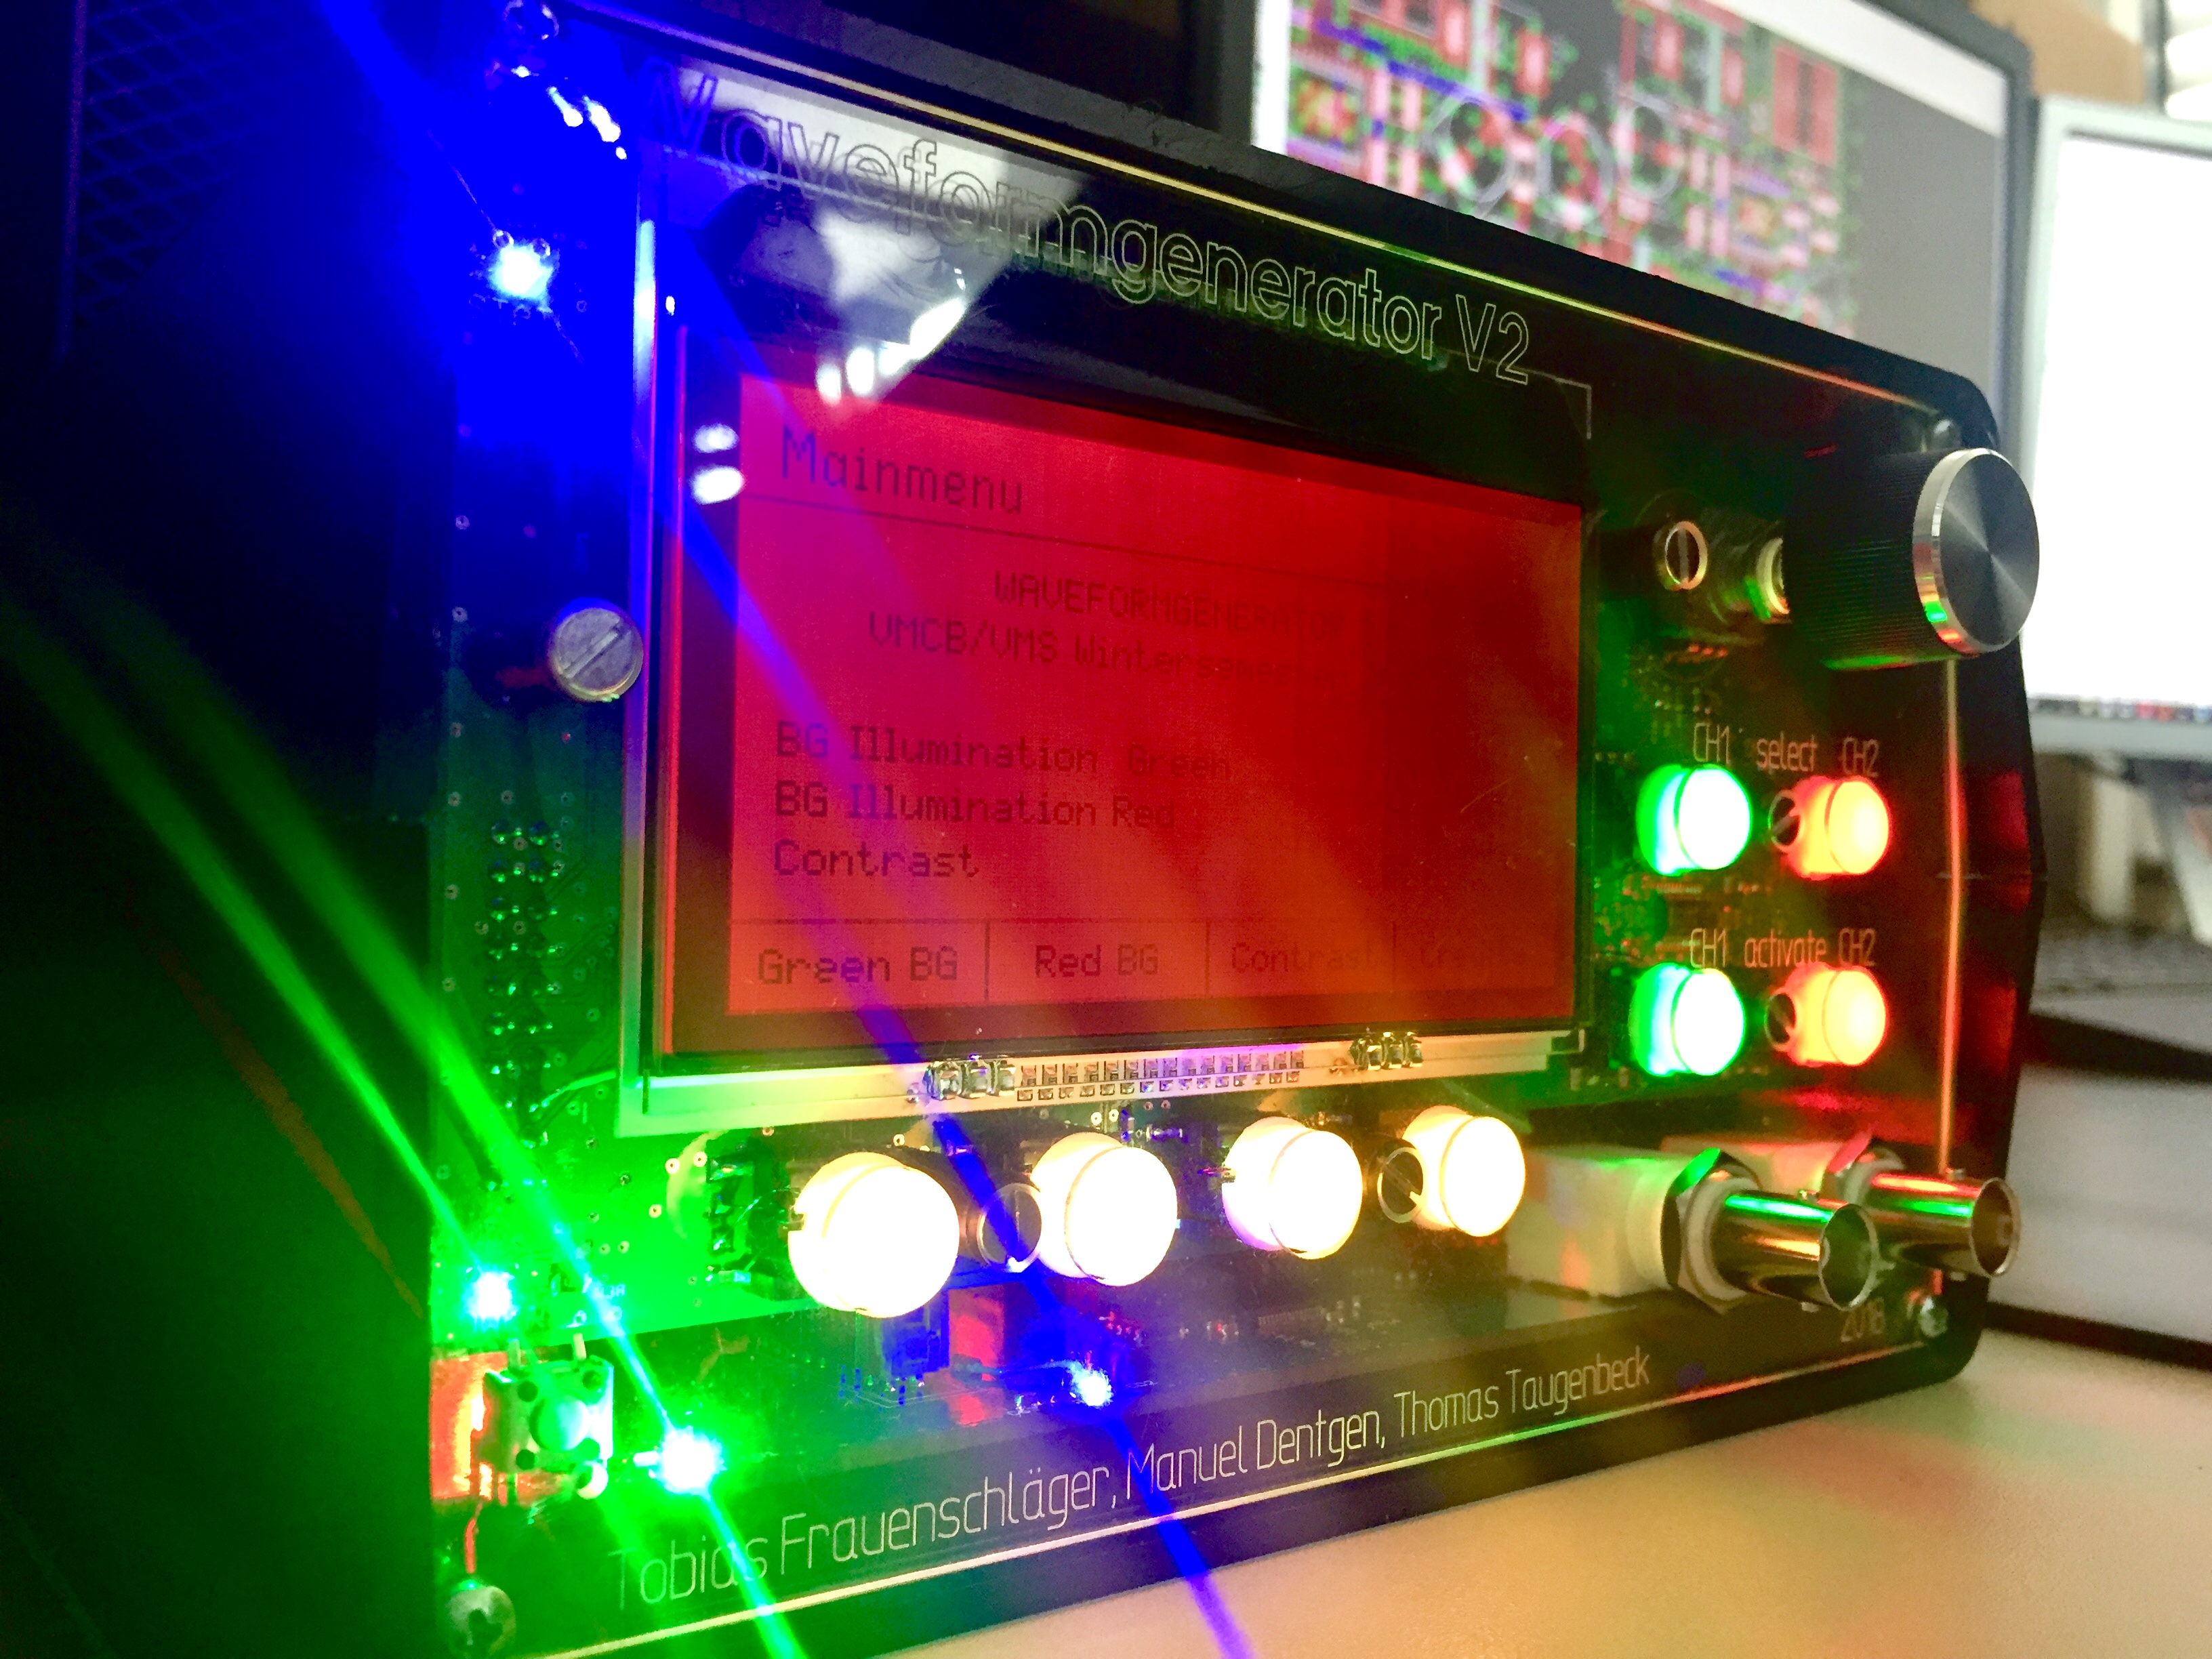 Waveformgenerator V2
Mainmenu
WAVEFORMGENERATOR
VMCB/VMS
BG Illumination Green
BG Illumination Red
Contrast
Green BG Red BG Contrast
CH1 select CH2
CH1 activate CH2
2018
Tobias Frauenschläger, Manuel Dentgen, Thomas Taugenbeck